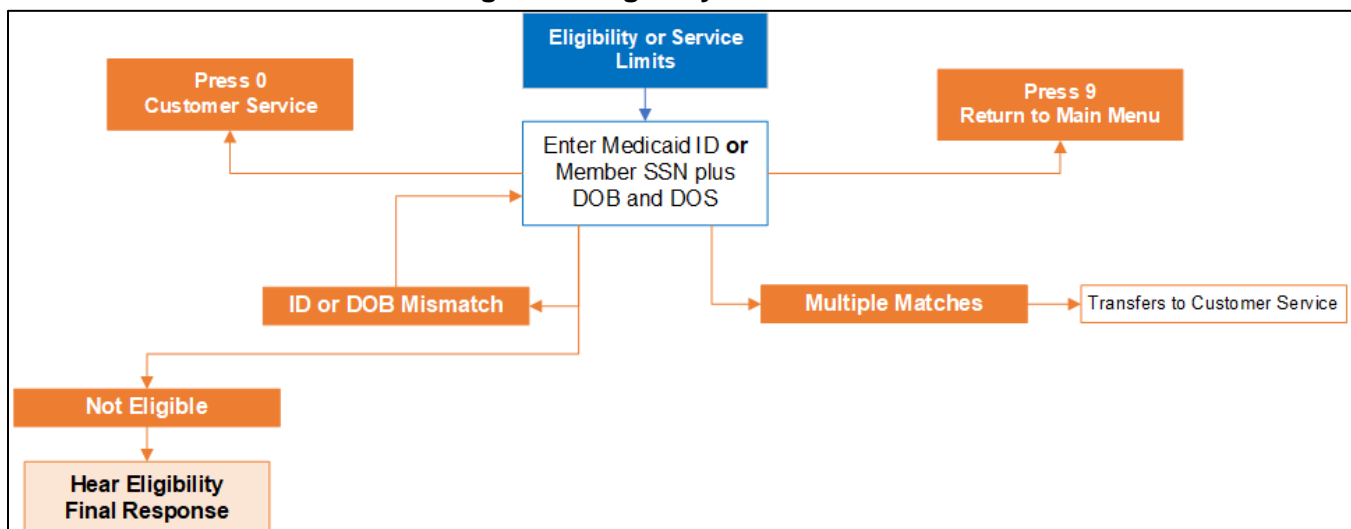 Eligibility or Service
Limits
Press 0
Customer Service
Press 9
Return to Main Menu
Enter Medicaid ID or
Member SSN plus
DOB and DOS
ID or DOB Mismatch
Multiple Matches
Transfers to Customer Service
Not Eligible
Hear Eligibility
Final Response